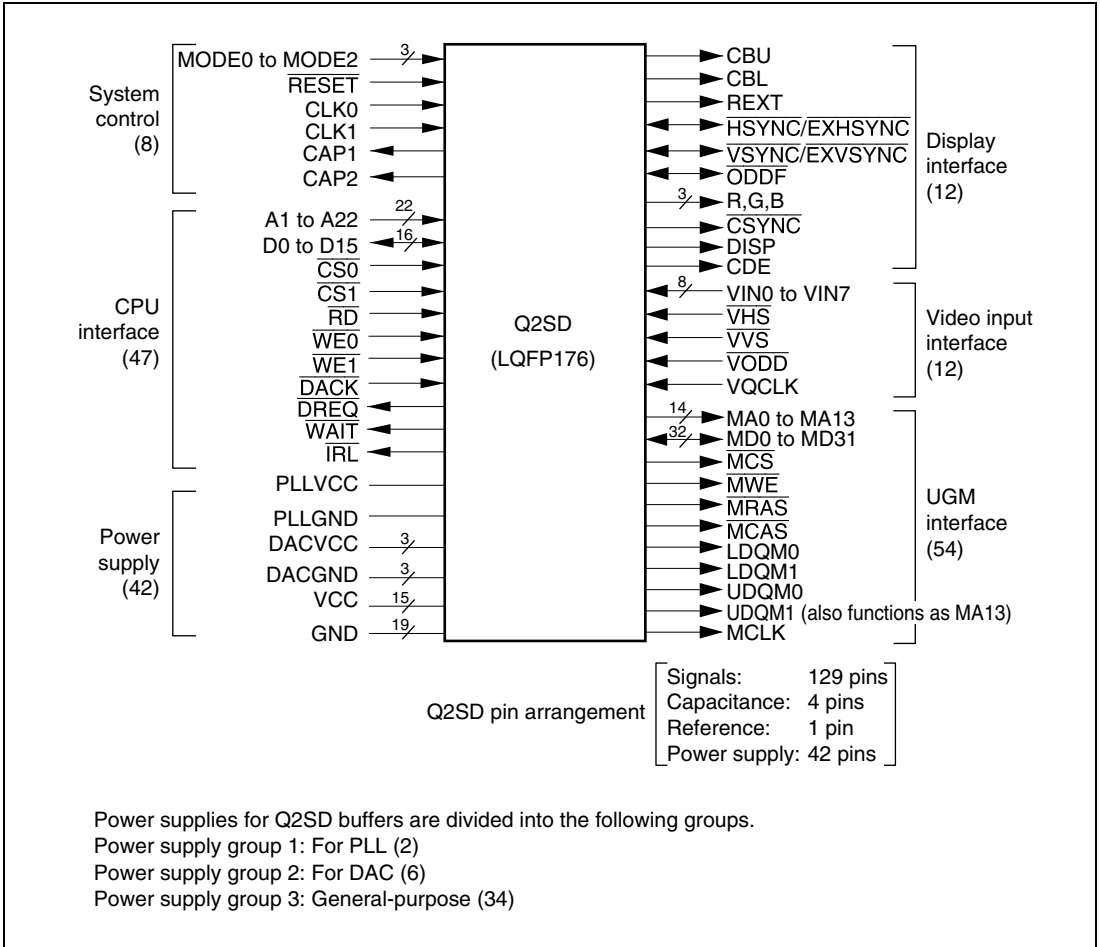 System
control
(8)
MODE0 to MODE2 3
RESET
CLK0
CLK1
CAP1
CAP2
CPU
interface
(47)
A1 to A22 22
D0 to D15 16
CS0
CS1
RD
WE0
WE1
DACK
DREQ
WAIT
IRL
Power
supply
(42)
PLLVCC
PLLGND
DACVCC 3
DACGND 3
VCC 15
GND 19
Q2SD
(LQFP176)
CBU
CBL
REXT
HSYNC/EXHSYNC
VSYNC/EXVSYNC
ODDF
3 R,G,B
CSYNC
DISP
CDE
Display
interface
(12)
8 VIN0 to VIN7
VHS
VVS
VODD
VQCLK
Video input
interface
(12)
14 MA0 to MA13
32 MD0 to MD31
MCS
MWE
MRAS
MCAS
LDQM0
LDQM1
UDQM0
UDQM1 (also functions as MA13)
MCLK
UGM
interface
(54)
Q2SD pin arrangement
Signals: 129 pins
Capacitance: 4 pins
Reference: 1 pin
Power supply: 42 pins
Power supplies for Q2SD buffers are divided into the following groups.
Power supply group 1: For PLL (2)
Power supply group 2: For DAC (6)
Power supply group 3: General-purpose (34)